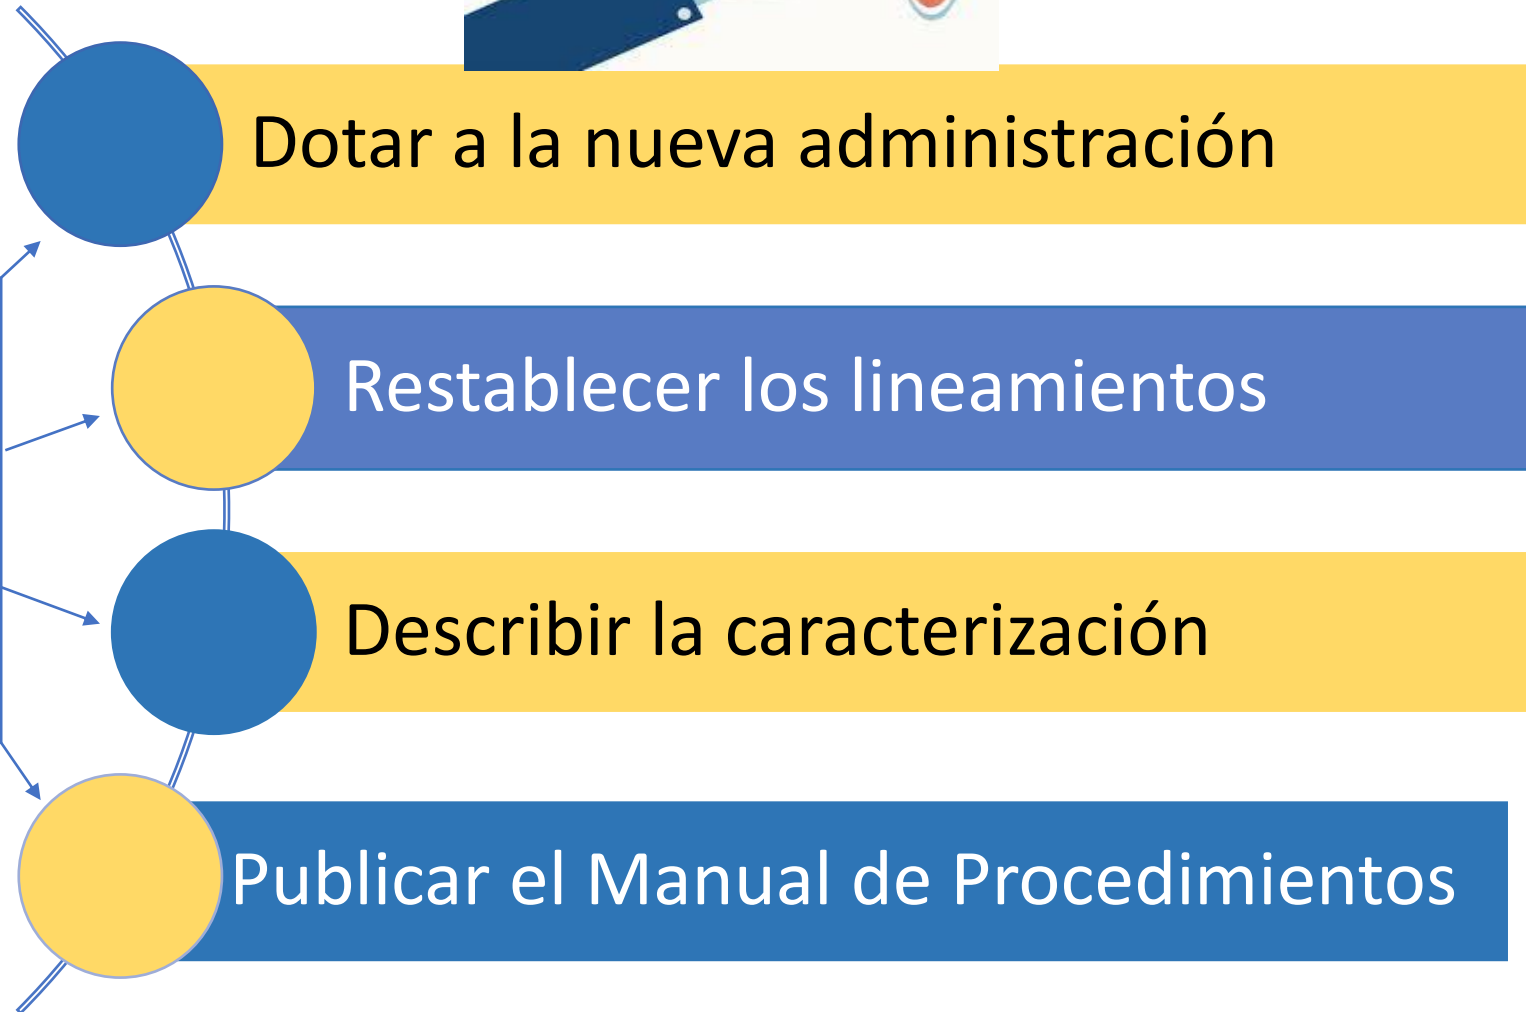 Dotar a la nueva administración
Restablecer los lineamientos
Describir la caracterización
Publicar el Manual de Procedimientos